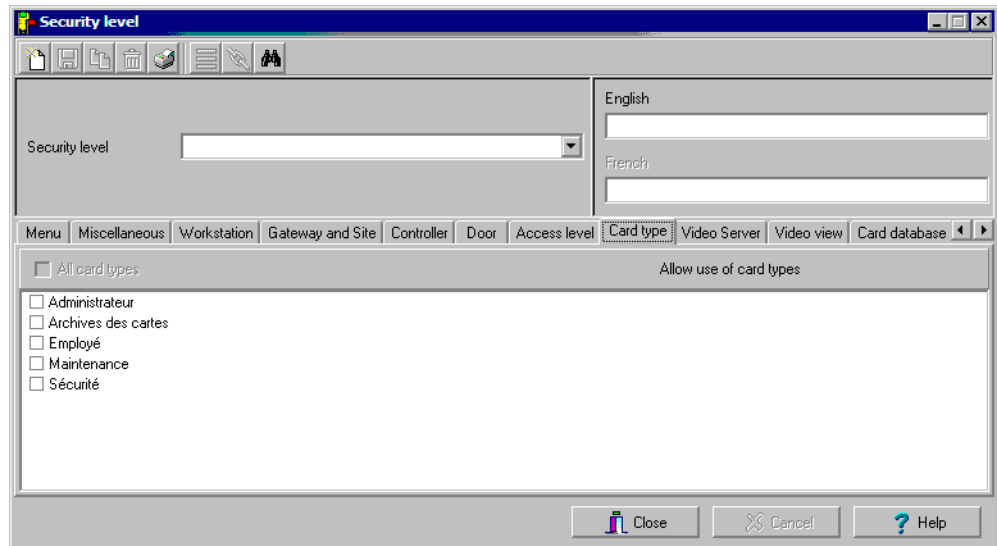 Security level
English
Security level
French
Menu Miscellaneous Workstation Gateway and Site Controller Door Access level Card type Video Server Video view Card database
All card types Allow use of card types
Administrateur
Archives des cartes
Employé
Maintenance
Sécurité
Close Cancel ? Help